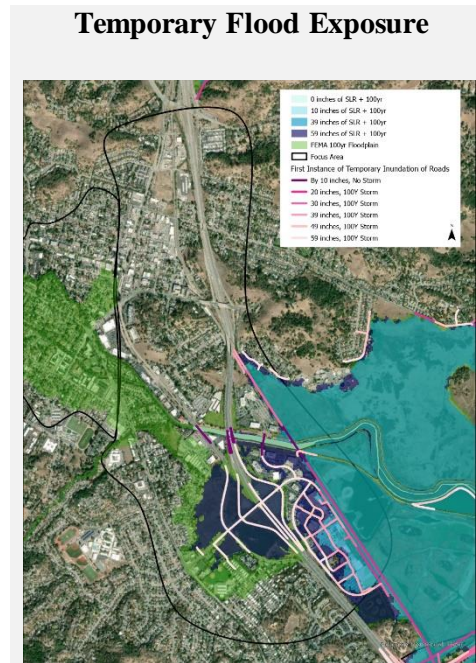 Temporary Flood Exposure
0 inches of SLR + 100yr
10 inches of SLR + 100yr
39 inches of SLR + 100yr
59 inches of SLR + 100yr
FEMA 100yr Floodplain
Focus Area
First Instance of Temporary Inundation of Roads
By 10 inches, No Storm
20 inches, 100Y Storm
30 inches, 100Y Storm
39 inches, 100Y Storm
49 inches, 100Y Storm
59 inches, 100Y Storm